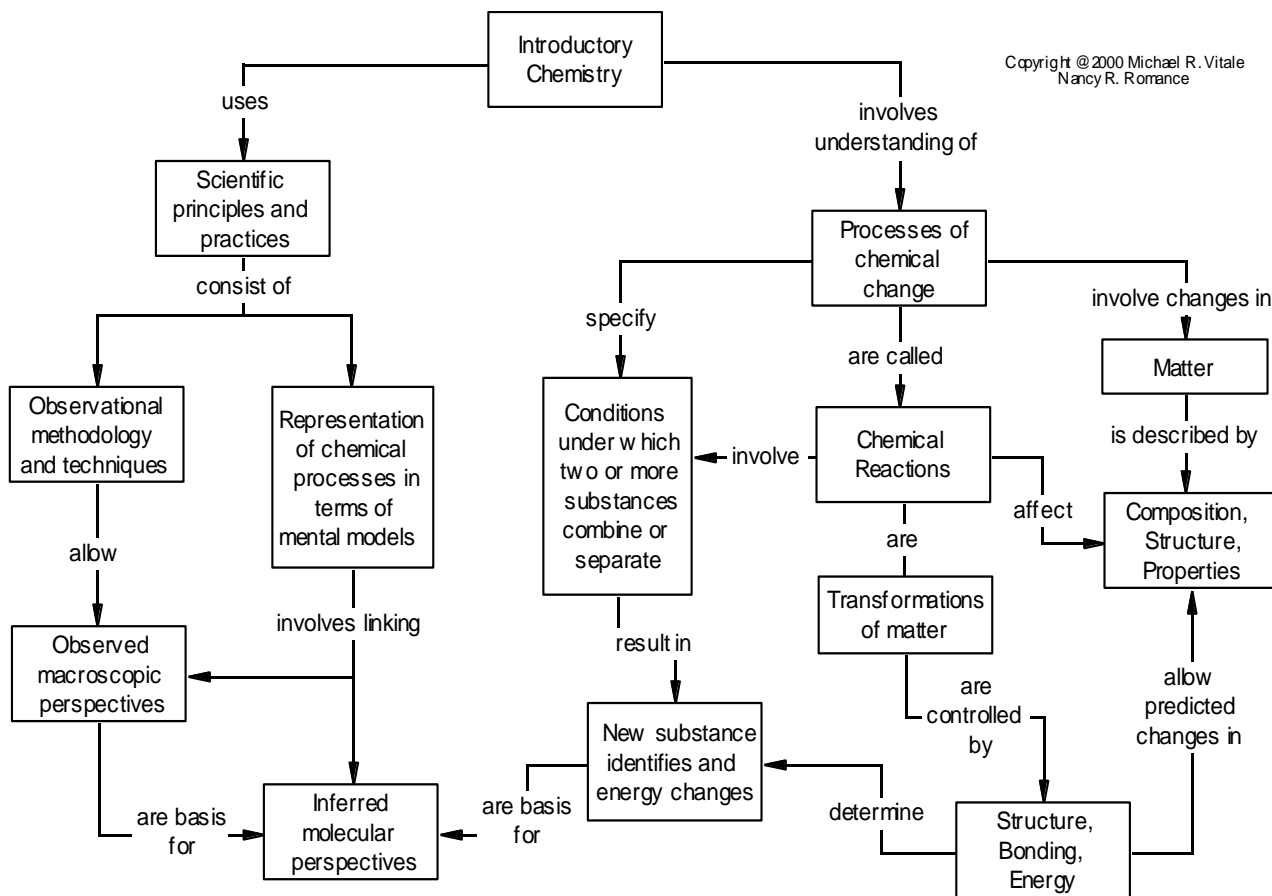 Introductory
Chemistry
Copyright @2000 Michael R. Vitale
Nancy R. Romance
uses
involves
understanding of
Scientific
principles and
practices
Processes of
chemical
change
consist of
specify
are called
involve changes in
Matter
Observational
methodology
and techniques
Representation
of chemical
processes in
terms of
mental models
Conditions
under which
two or more
substances
combine or
separate
involve
Chemical
Reactions
is described by
affect
Composition,
Structure,
Properties
allow
are
Transformations
of matter
involves linking
Observed
macroscopic
perspectives
result in
are
controlled
by
allow
predicted
changes in
New substance
identifies and
energy changes
are basis
for
Inferred
molecular
perspectives
are basis
for
determine
Structure,
Bonding,
Energy